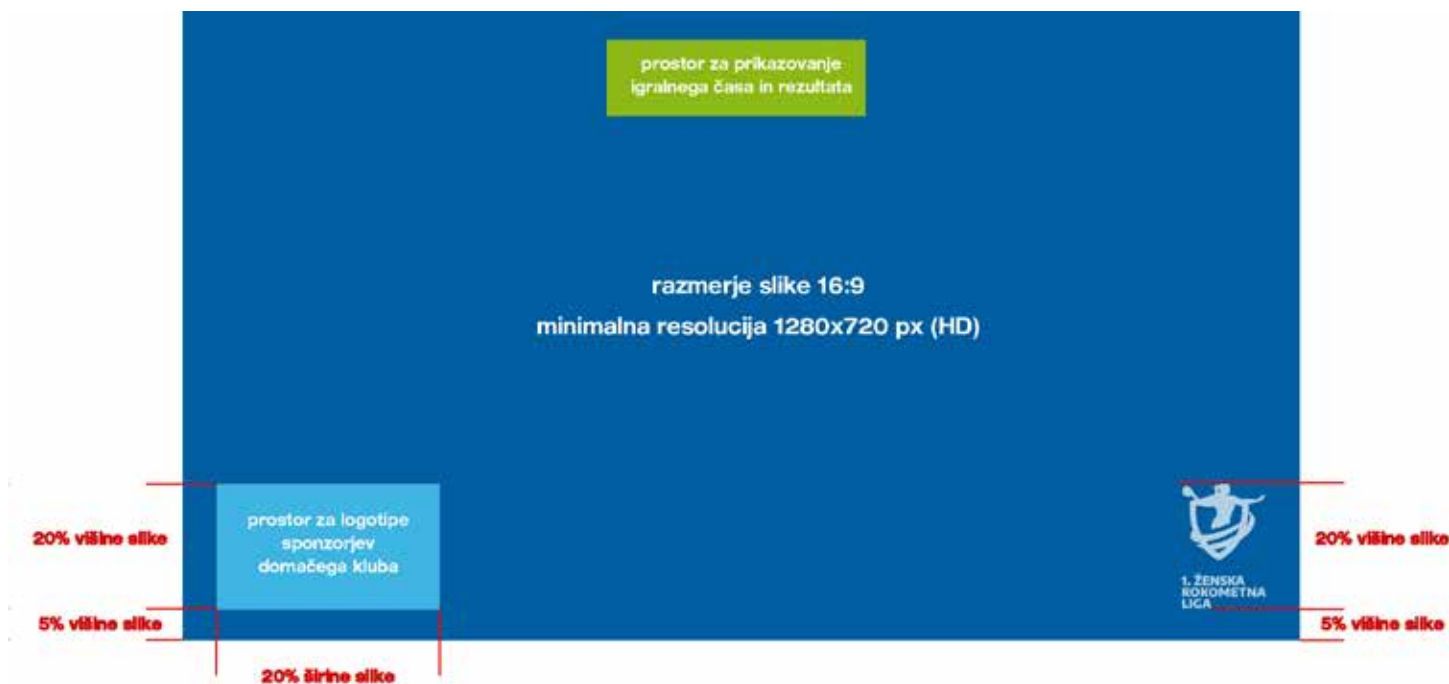 prostor za prikazovanje
igralnega časa in rezultata
razmerje slike 16:9
minimalna resolucija 1280x720 px (HD)
prostor za logotipe
sponzorjev
domačega kluba
20% višine slike
5% višine slike
20% širine slike
1. ŽENSKA
ROKOMETNA
LIGA
20% višine slike
5% višine slike